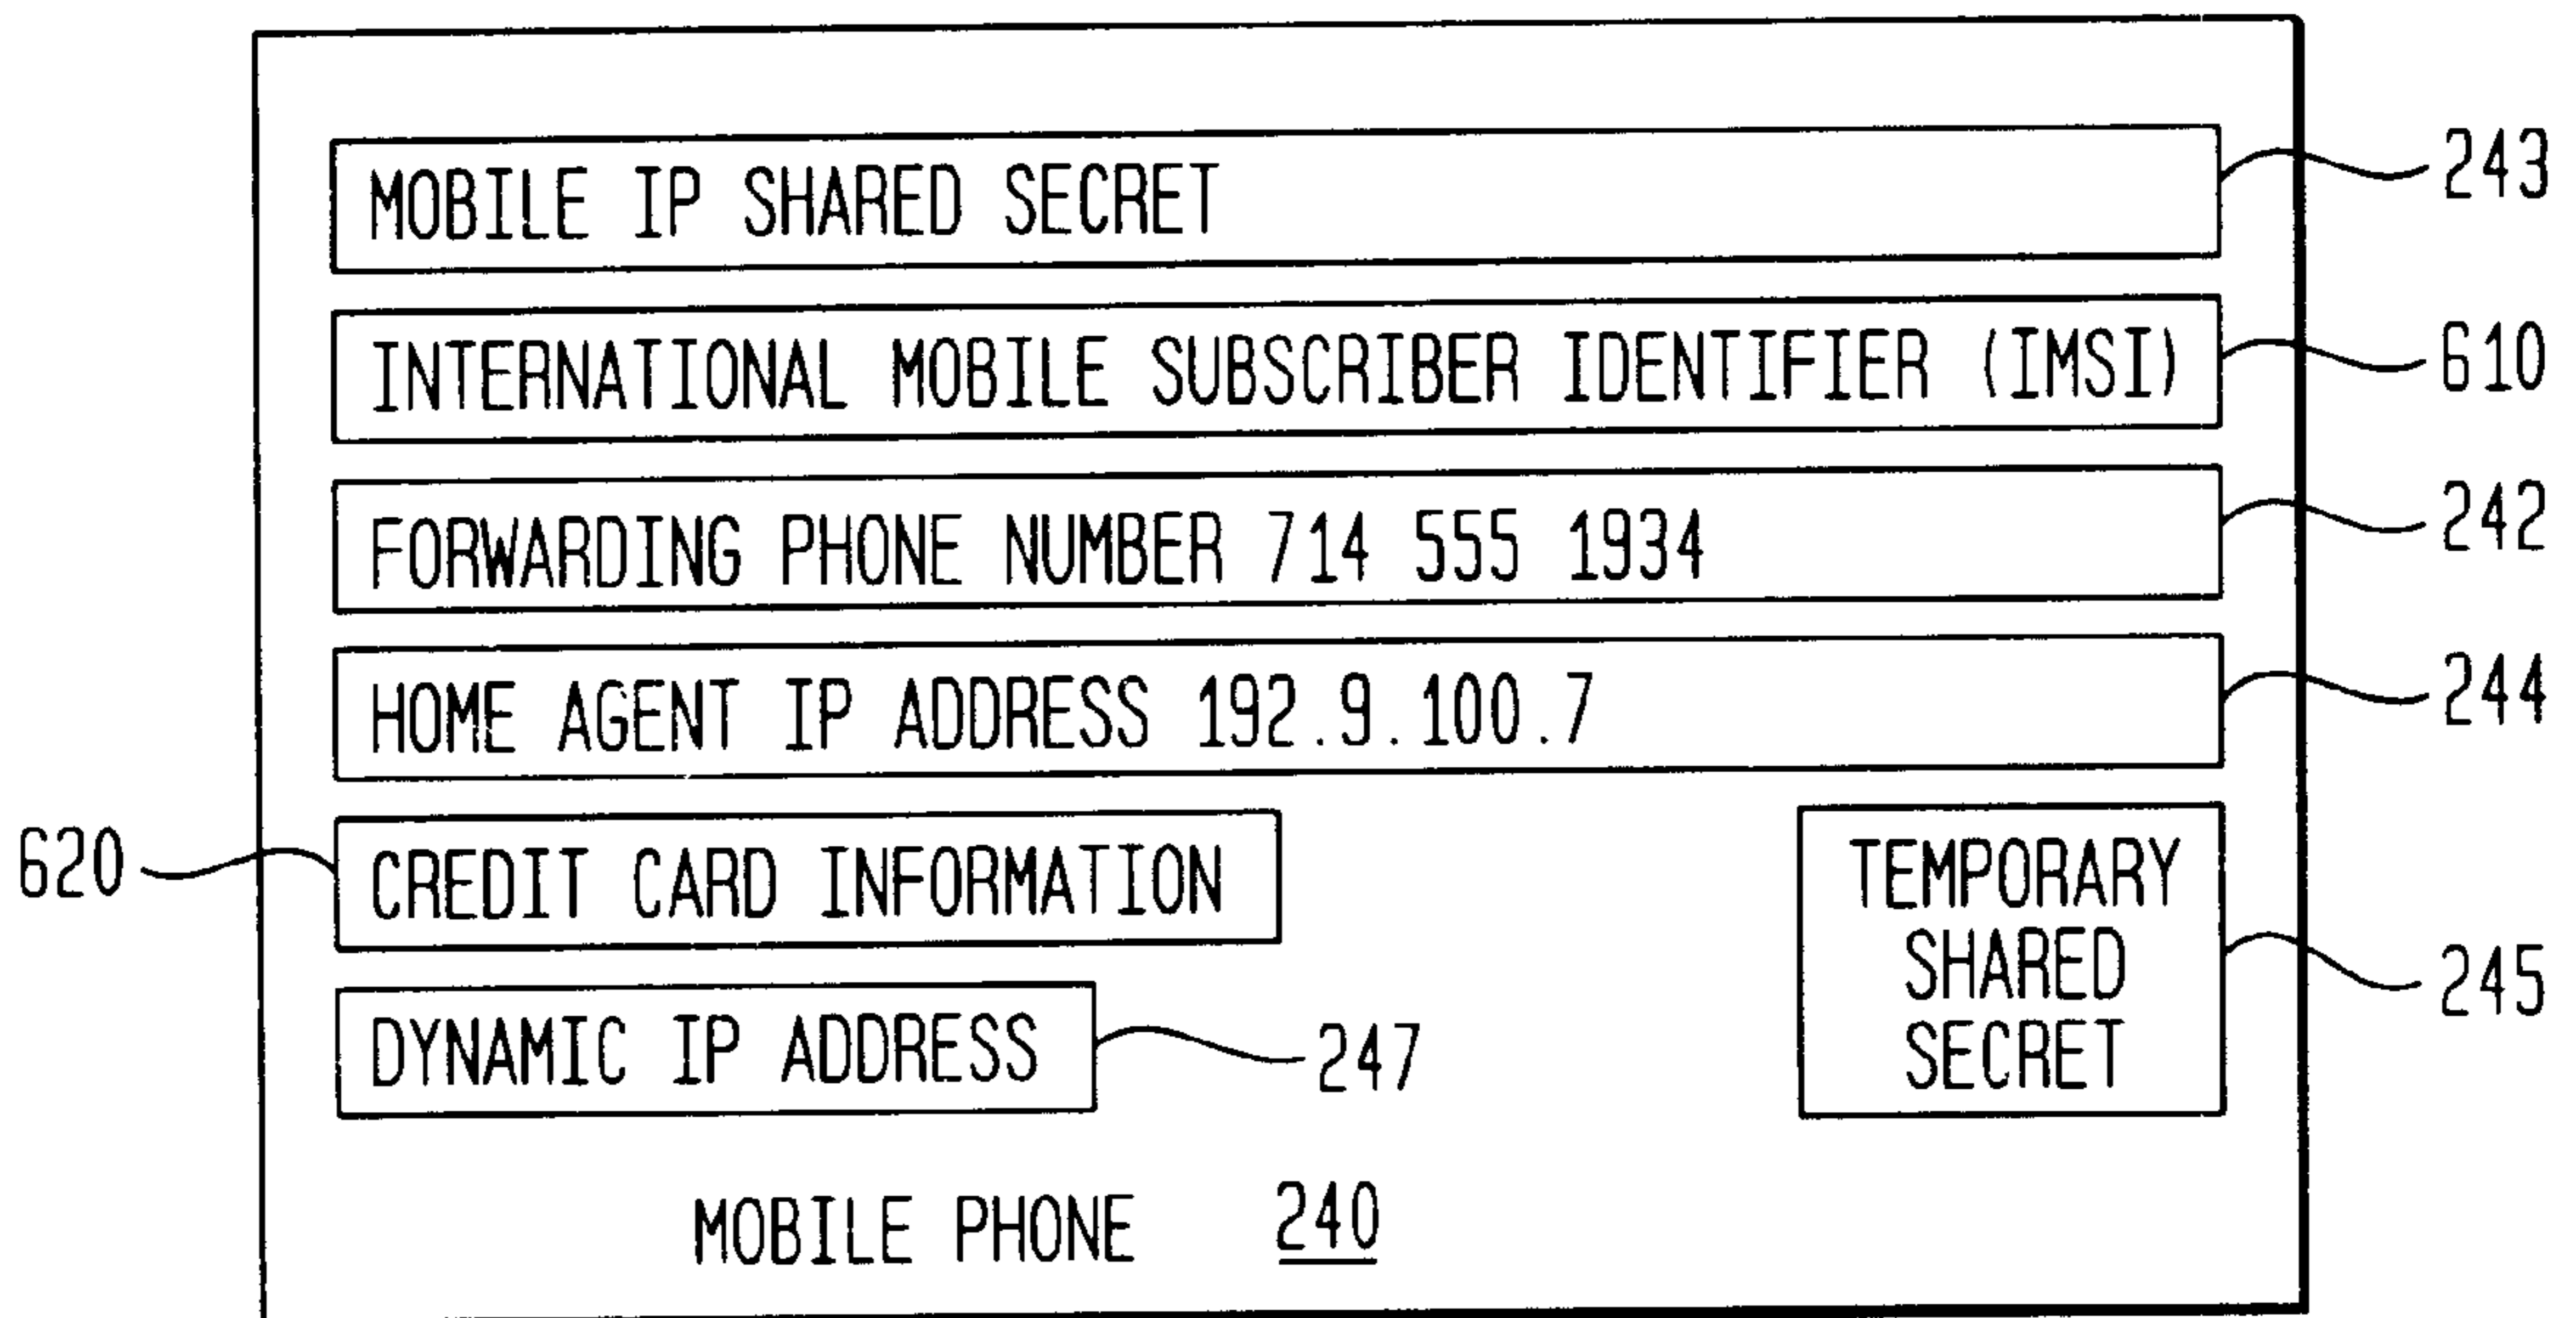 MOBILE IP SHARED SECRET
243
INTERNATIONAL MOBILE SUBSCRIBER IDENTIFIER (IMSI)
610
FORWARDING PHONE NUMBER 714 555 1934
242
HOME AGENT IP ADDRESS 192.9.100.7
244
620
CREDIT CARD INFORMATION
TEMPORARY
SHARED
SECRET
245
DYNAMIC IP ADDRESS
247
MOBILE PHONE 240